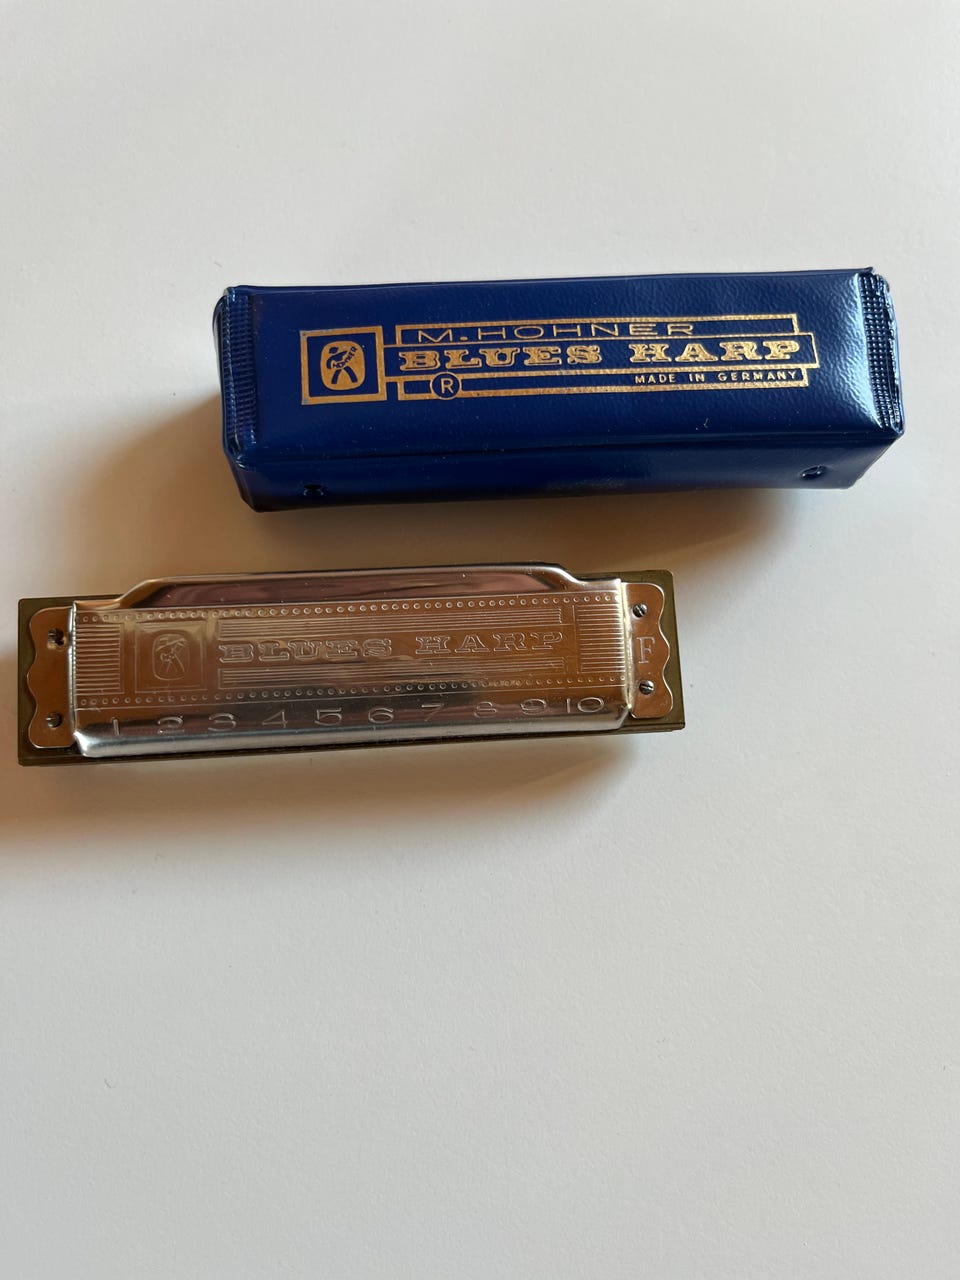 M. HOHNER
BLUES HARP
®
MADE IN GERMANY
BLUES HARP
F
1 2 3 4 5 6 7 8 9 10